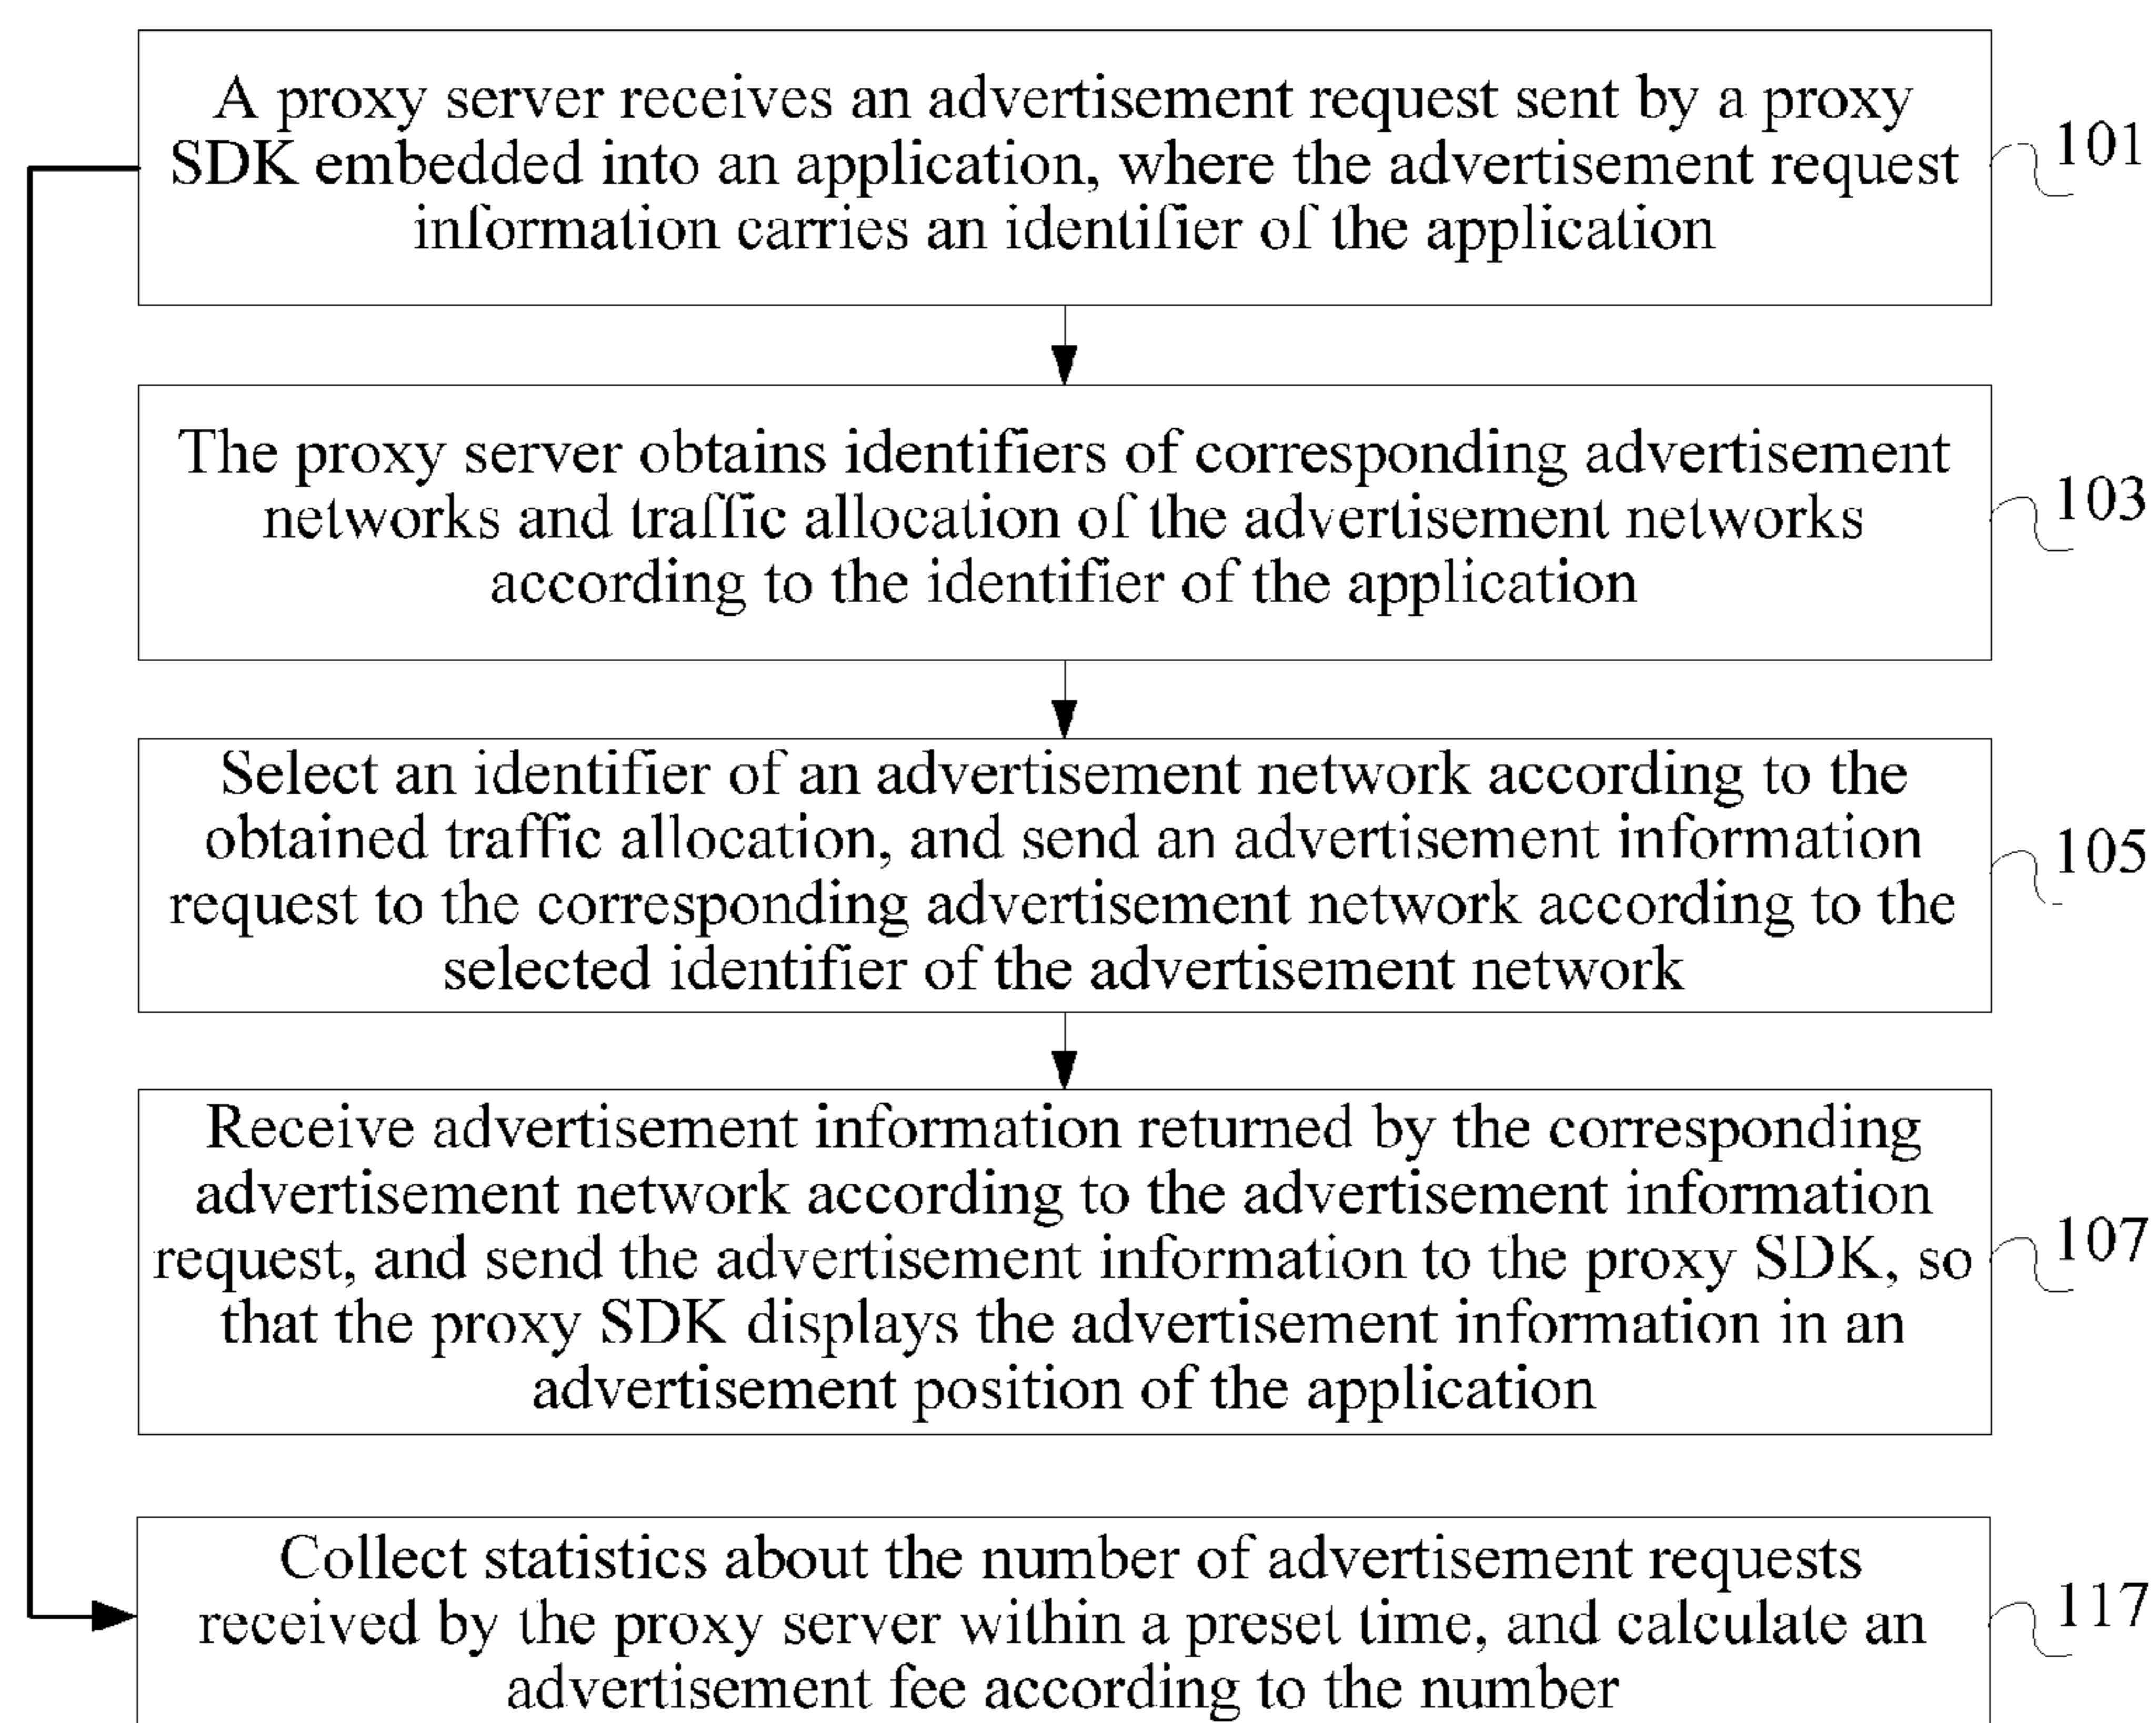 A proxy server receives an advertisement request sent by a proxy
SDK embedded into an application, where the advertisement request
information carries an identifier of the application
101
The proxy server obtains identifiers of corresponding advertisement
networks and traffic allocation of the advertisement networks
according to the identifier of the application
103
Select an identifier of an advertisement network according to the
obtained traffic allocation, and send an advertisement information
request to the corresponding advertisement network according to the
selected identifier of the advertisement network
105
Receive advertisement information returned by the corresponding
advertisement network according to the advertisement information
request, and send the advertisement information to the proxy SDK, so
that the proxy SDK displays the advertisement information in an
advertisement position of the application
107
Collect statistics about the number of advertisement requests
received by the proxy server within a preset time, and calculate an
advertisement fee according to the number
117